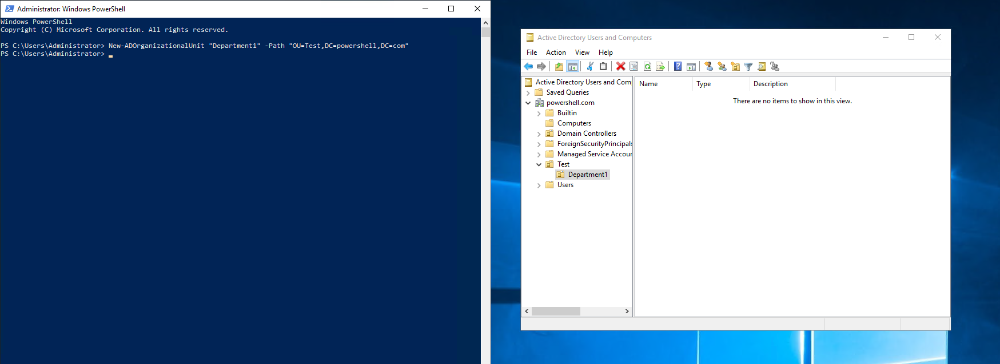 Administrator: Windows PowerShell
Windows PowerShell
Copyright (C) Microsoft Corporation. All rights reserved.
PS C:\Users\Administrator> New-ADOrganizationalUnit "Department1" -Path "OU=Test,DC=powershell,DC=com"
PS C:\Users\Administrator>
Active Directory Users and Computers
File Action View Help
Active Directory Users and Com
Saved Queries
powershell.com
Builtin
Computers
Domain Controllers
ForeignSecurityPrincipals
Managed Service Accour
Test
Department1
Users
Name Type Description
There are no items to show in this view.